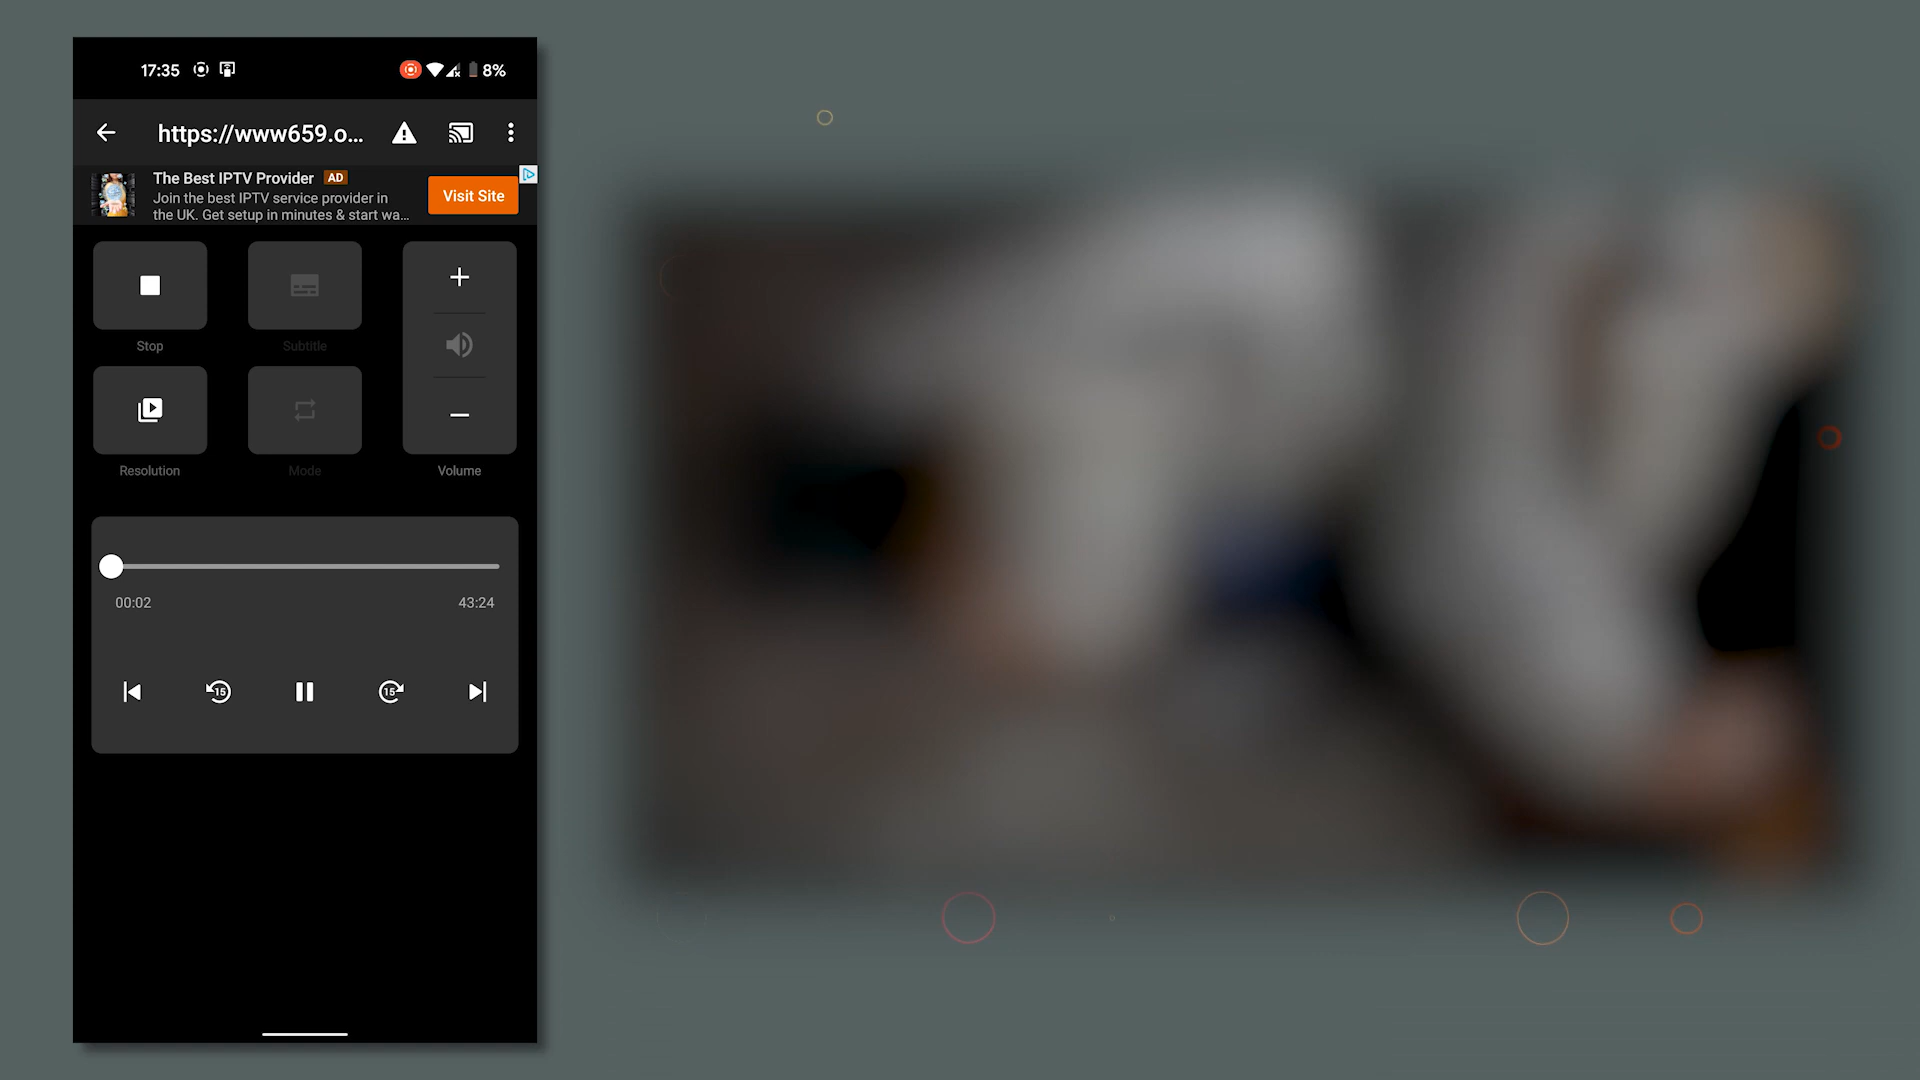 17:35
8%
https://www659.o...
The Best IPTV Provider AD
Join the best IPTV service provider in
the UK. Get setup in minutes & start wa...
Visit Site
Stop
Subtitle
Resolution
Mode
Volume
00:02
43:24
15
15